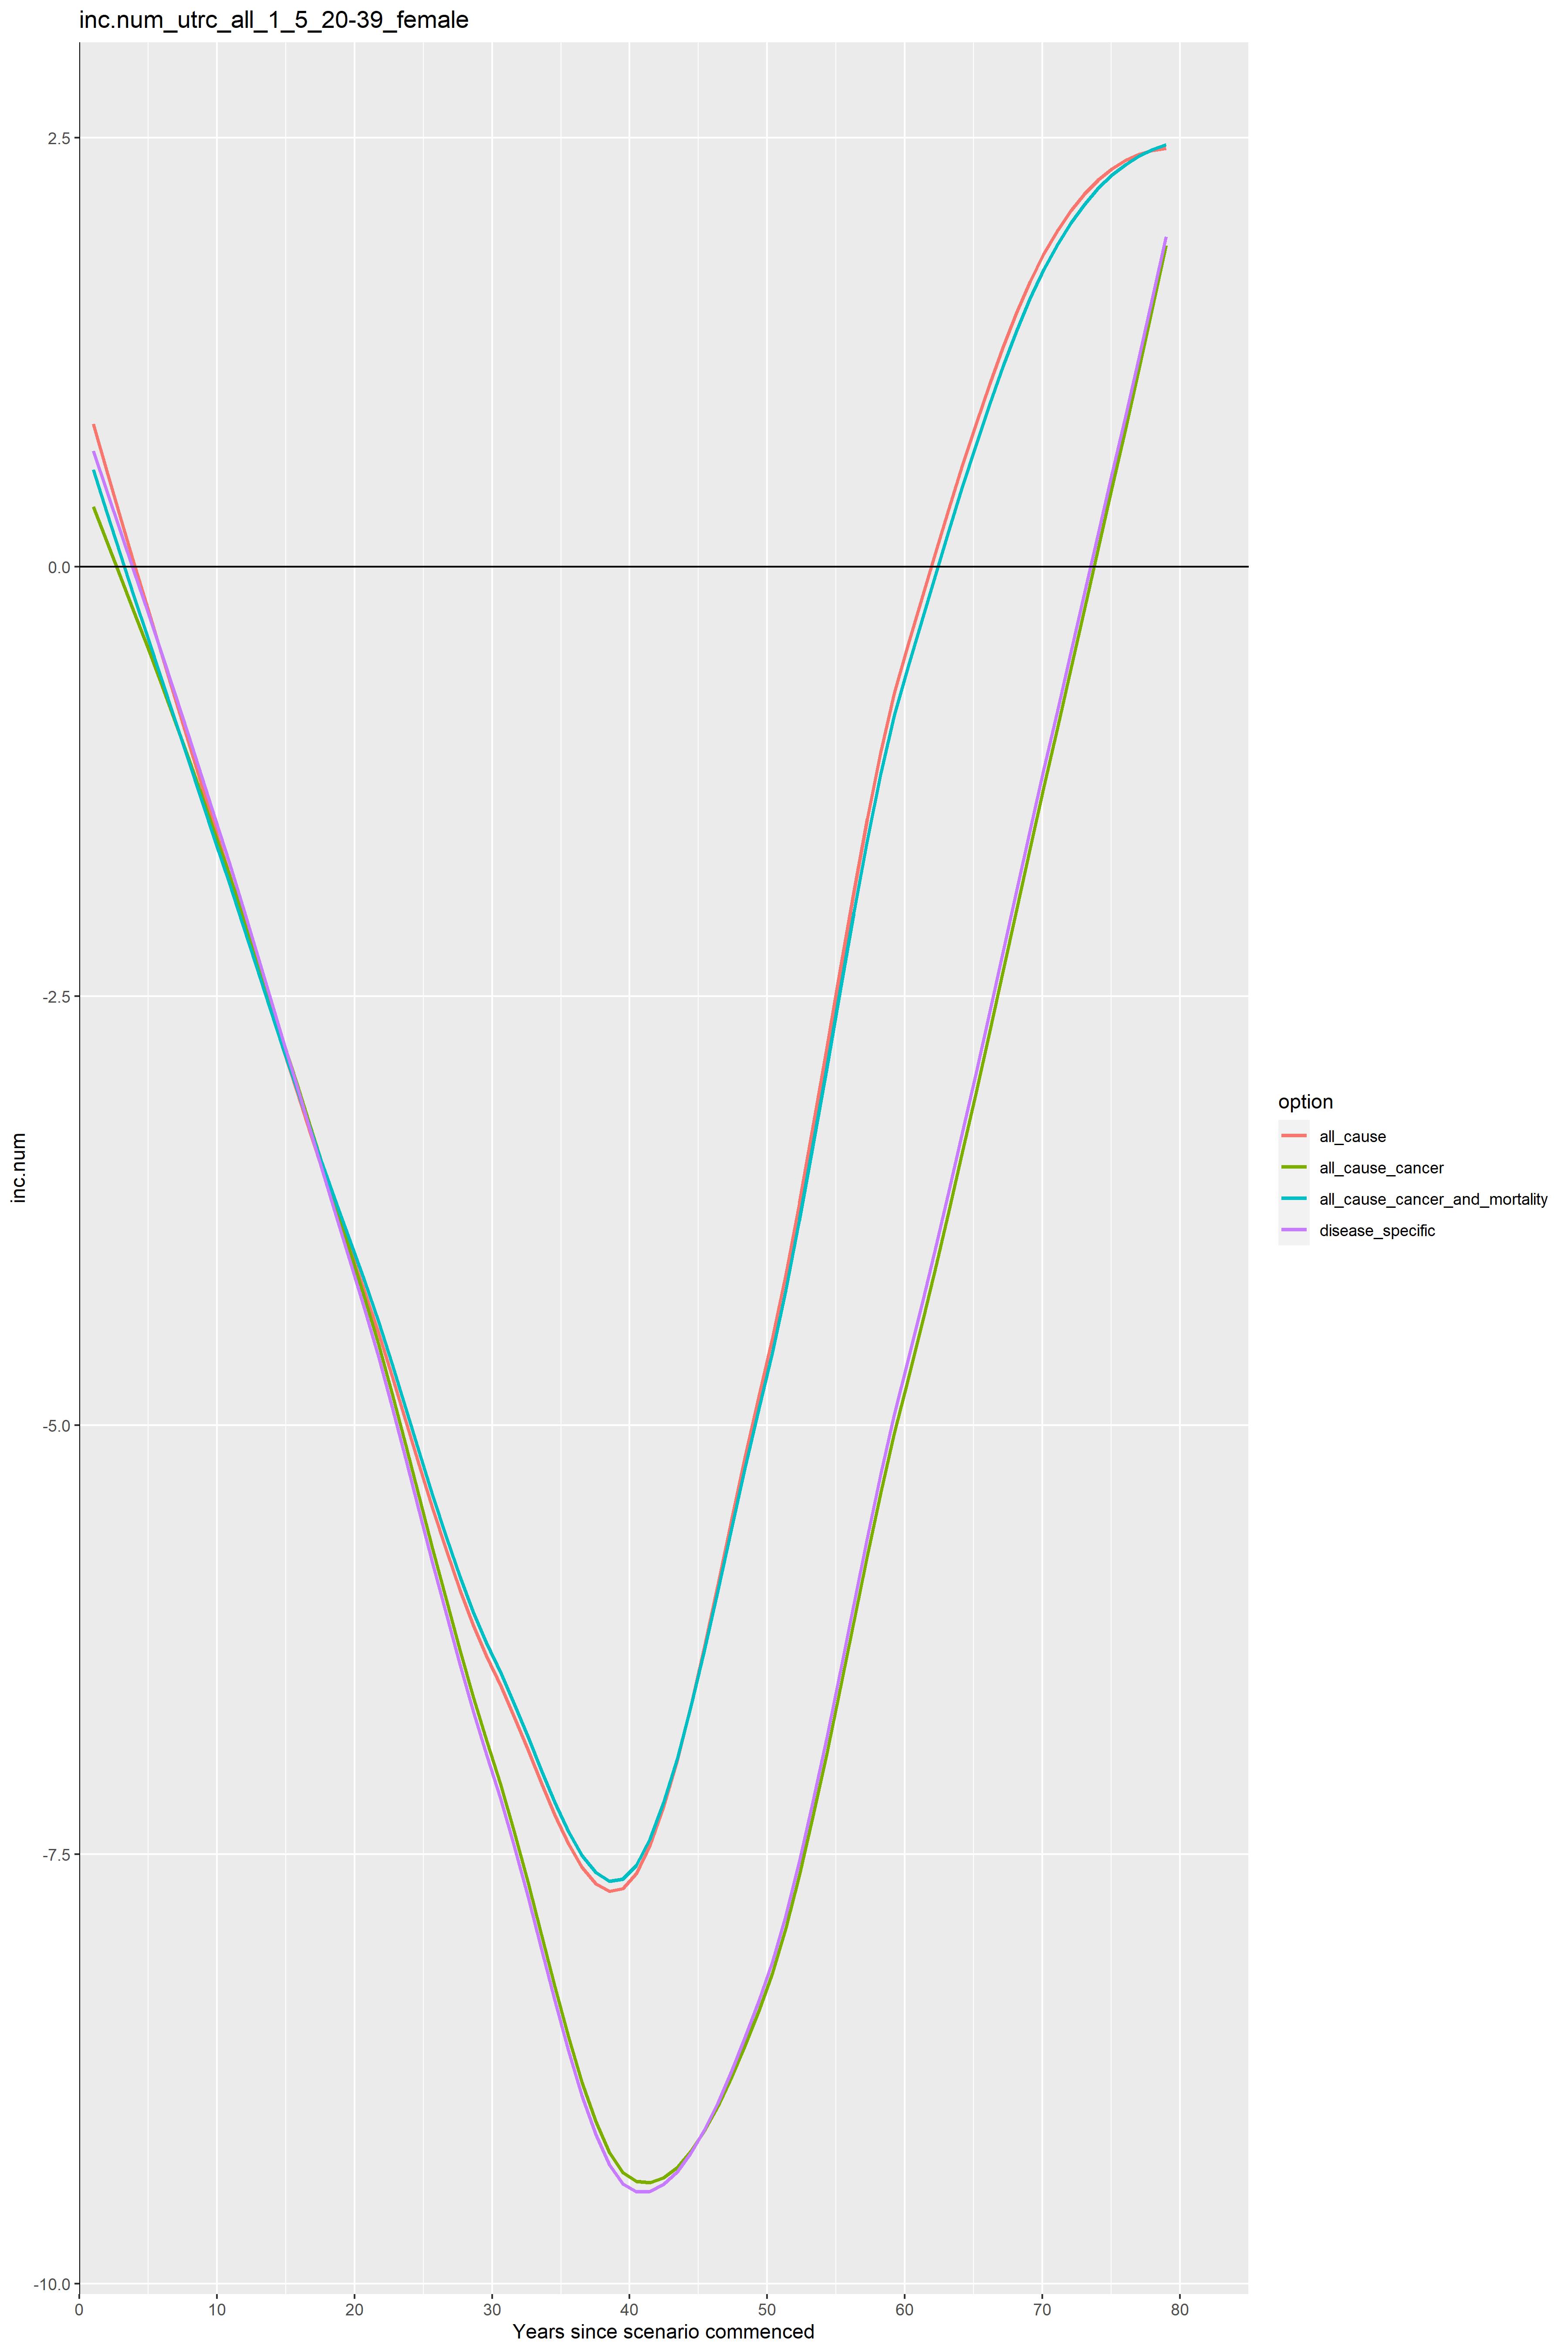 inc.num_utrc_all_1_5_20-39_female
2.5
0.0
-2.5
-5.0
-7.5
-10.0
inc.num
0 10 20 30 40 50 60 70 80
Years since scenario commenced
option
all_cause
all_cause_cancer
all_cause_cancer_and_mortality
disease_specific